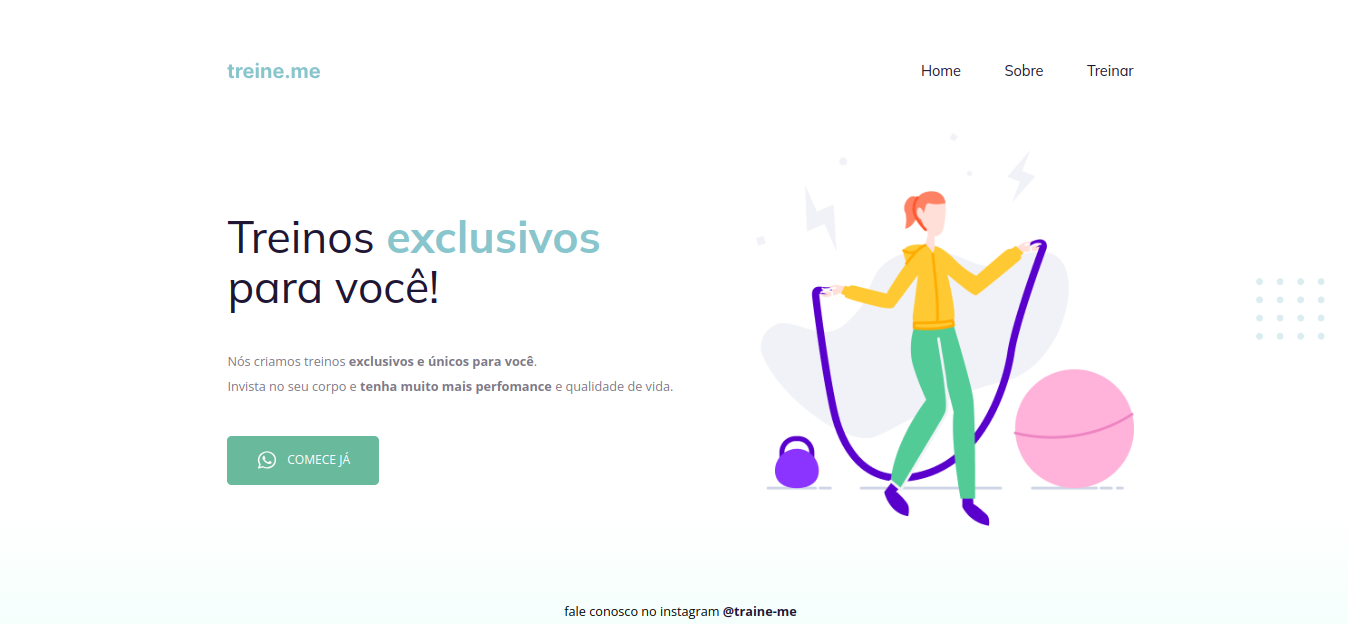 treine.me
Home Sobre Treinar
Treinos exclusivos
para você!
Nós criamos treinos exclusivos e únicos para você.
Invista no seu corpo e tenha muito mais perfomance e qualidade de vida.
COMECE JÁ
fale conosco no instagram @traine-me